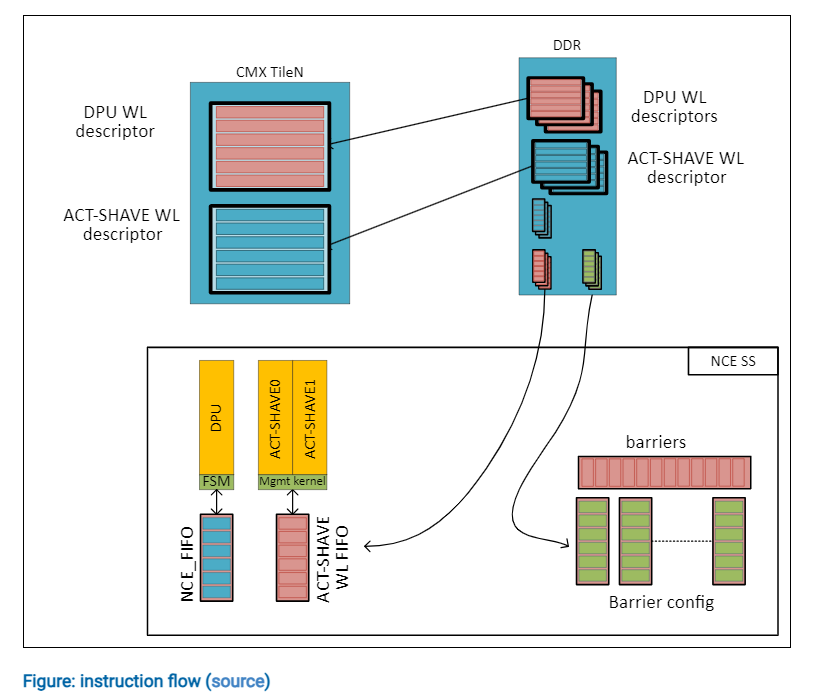 CMX TileN
DDR
DPU WL
descriptor
DPU WL
descriptors
ACT-SHAVE WL
descriptor
ACT-SHAVE WL
descriptor
NCE SS
DPU
ACT-SHAVE0
ACT-SHAVE1
FSM
Mgmt kernel
NCE_FIFO
ACT-SHAVE
WL FIFO
barriers
Barrier config
Figure: instruction flow (source)